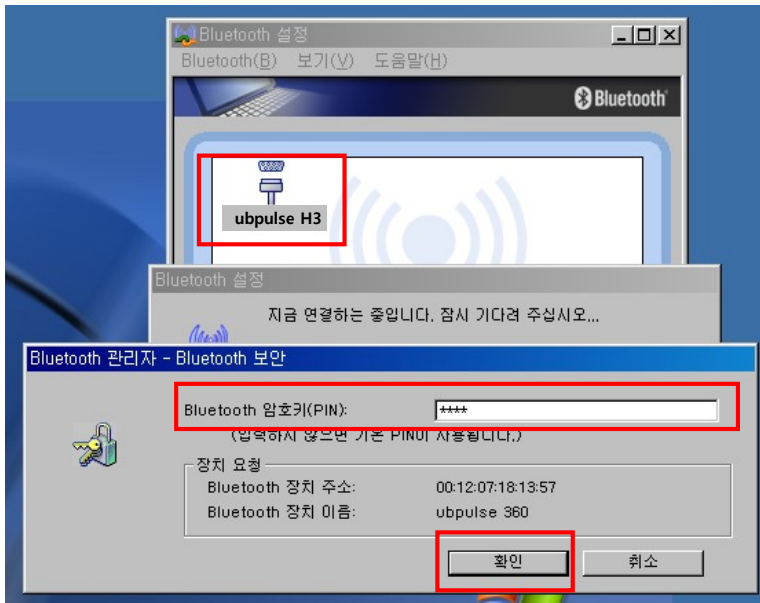 Bluetooth 설정
Bluetooth(B) 보기(V) 도움말(H)
Bluetooth
ubpulse H3
Bluetooth 설정
지금 연결하는 중입니다. 잠시 기다려 주십시오...
Bluetooth 관리자 - Bluetooth 보안
Bluetooth 암호키(PIN): ****
(입력하지 않으면 기본 PIN이 사용됩니다.)
장치 요청
Bluetooth 장치 주소: 00:12:07:18:13:57
Bluetooth 장치 이름: ubpulse 360
확인 취소